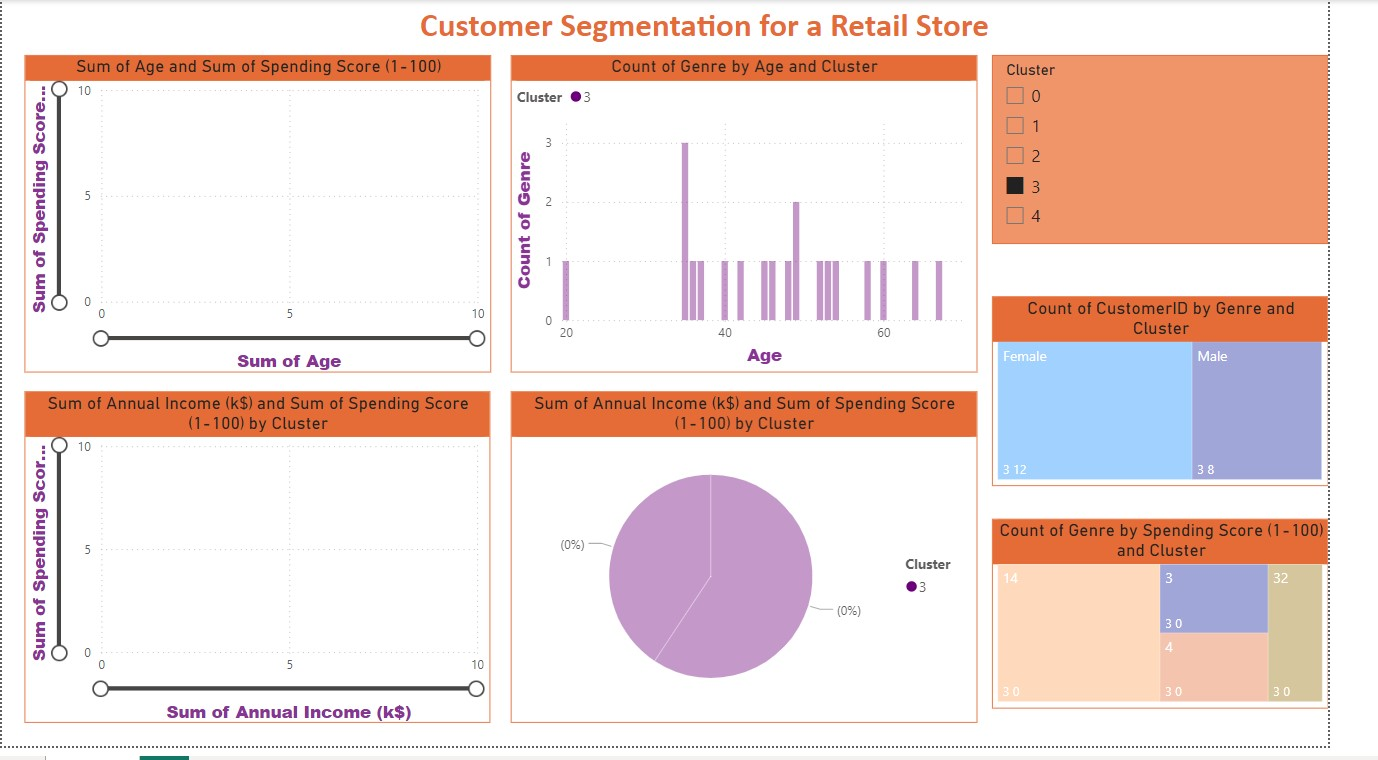 Customer Segmentation for a Retail Store
Sum of Age and Sum of Spending Score (1-100)
Sum of Spending Score...
10
5
0
0
5
10
Sum of Age
Count of Genre by Age and Cluster
Cluster
3
Count of Genre
3
2
1
0
20
40
60
Age
Cluster
0
1
2
3
4
Count of CustomerID by Genre and
Cluster
Female
Male
3 12
3 8
Sum of Annual Income (k$) and Sum of Spending Score
(1-100) by Cluster
Sum of Spending Scor...
10
5
0
0
5
10
Sum of Annual Income (k$)
Sum of Annual Income (k$) and Sum of Spending Score
(1-100) by Cluster
(0%)
(0%)
Cluster
3
Count of Genre by Spending Score (1-100)
and Cluster
14
3 0
3
3 0
4
3 0
32
3 0